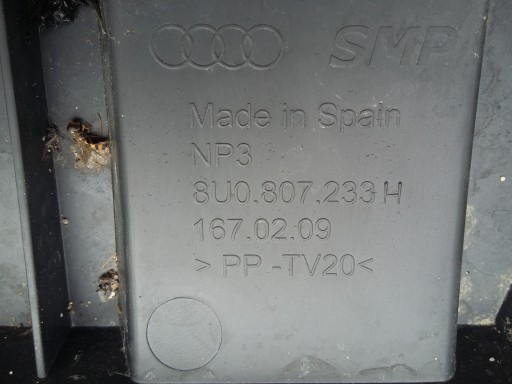 SMP
Made in Spain
NP3
8U0.807.233 H
167.02.09
> PP -TV20<